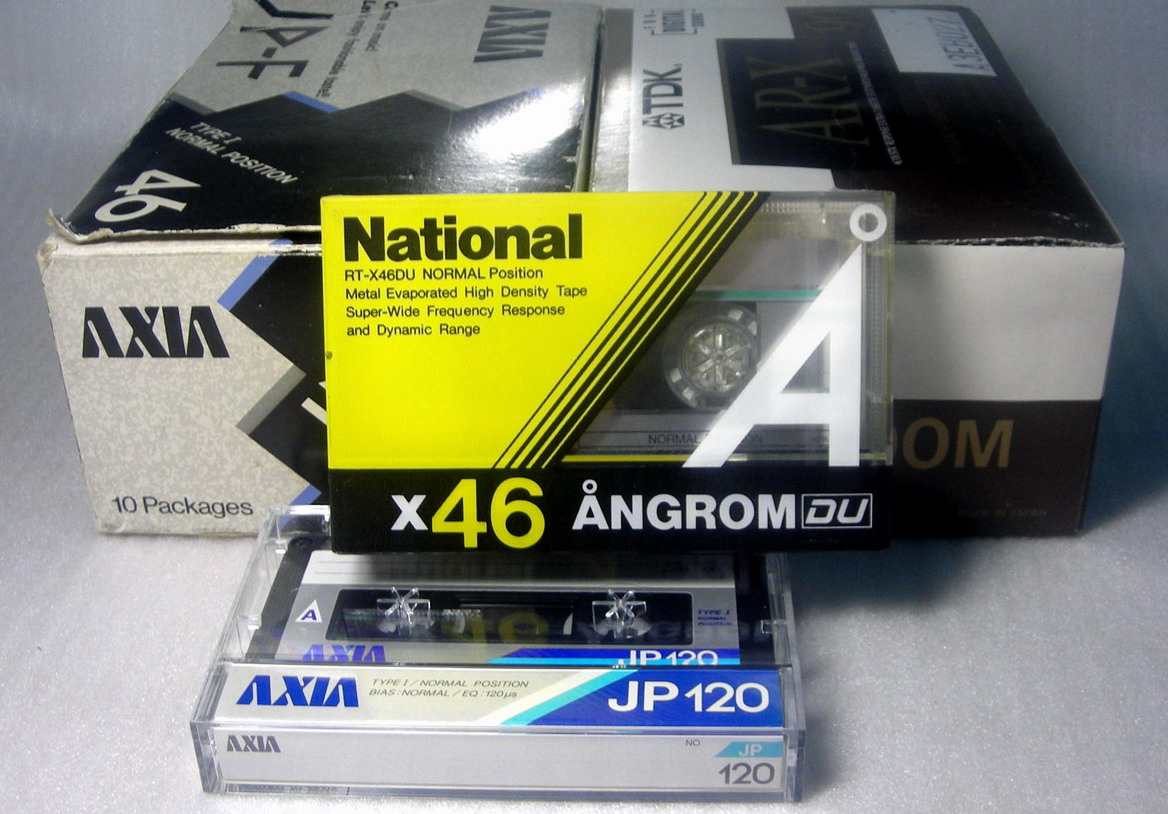 AXIA
TYPE I
NORMAL POSITION
46
TDK
AR-X
AXIA
10 Packages
National
RT-X46DU NORMAL Position
Metal Evaporated High Density Tape
Super-Wide Frequency Response
and Dynamic Range
Å
NORMAL
x46 ÅNGROM DU
OM
MADE IN JAPAN
A
TYPE I
NORMAL
POSITION
AXIA
JP120
AXIA
TYPE I / NORMAL POSITION
BIAS : NORMAL / EQ : 120µs
JP120
AXIA
NO.
JP
120